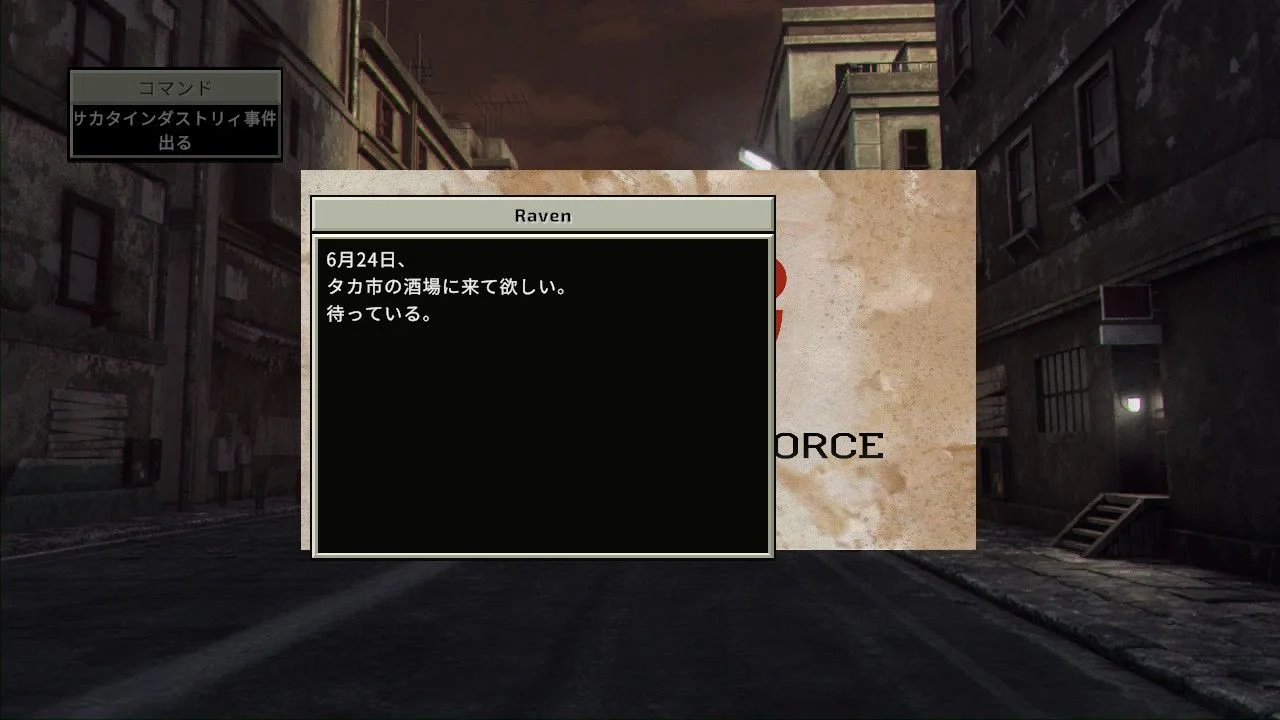 コマンド
サカタインダストリィ事件
出る
Raven
6月24日、
タカ市の酒場に来て欲しい。
待っている。
ORCE